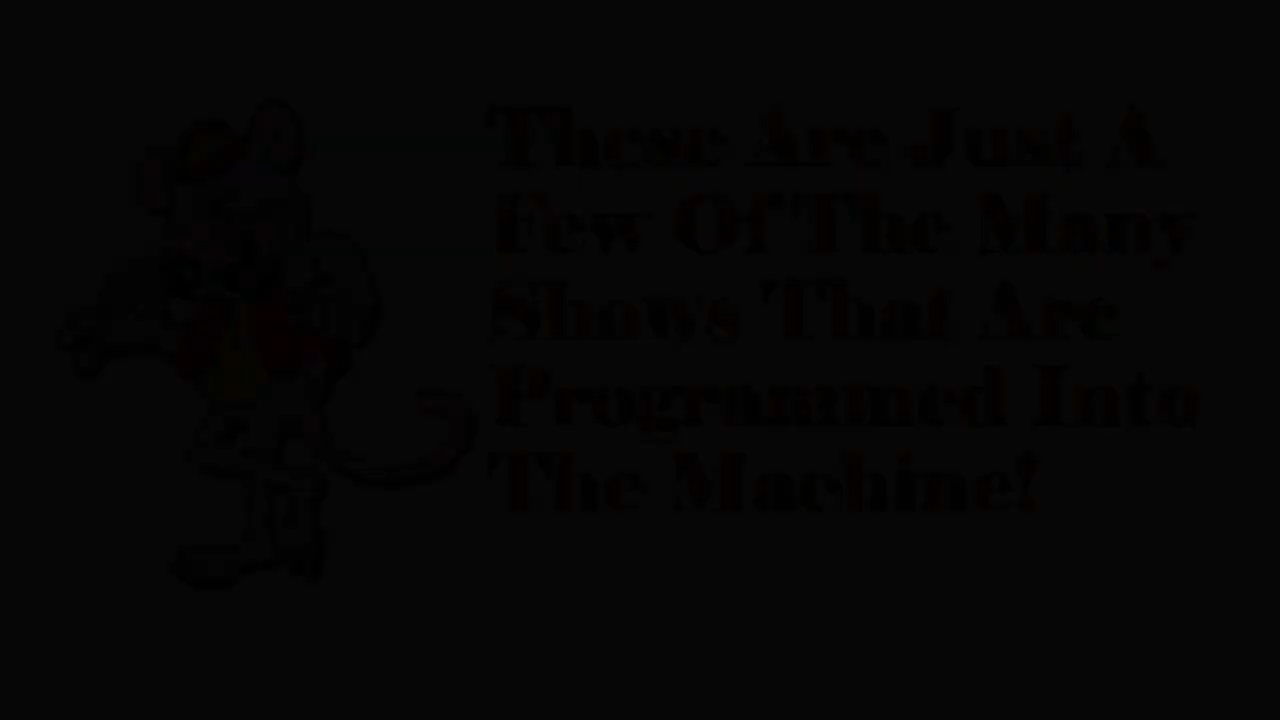 These Are Just A
Few Of The Many
Shows That Are
Programmed Into
The Machine!